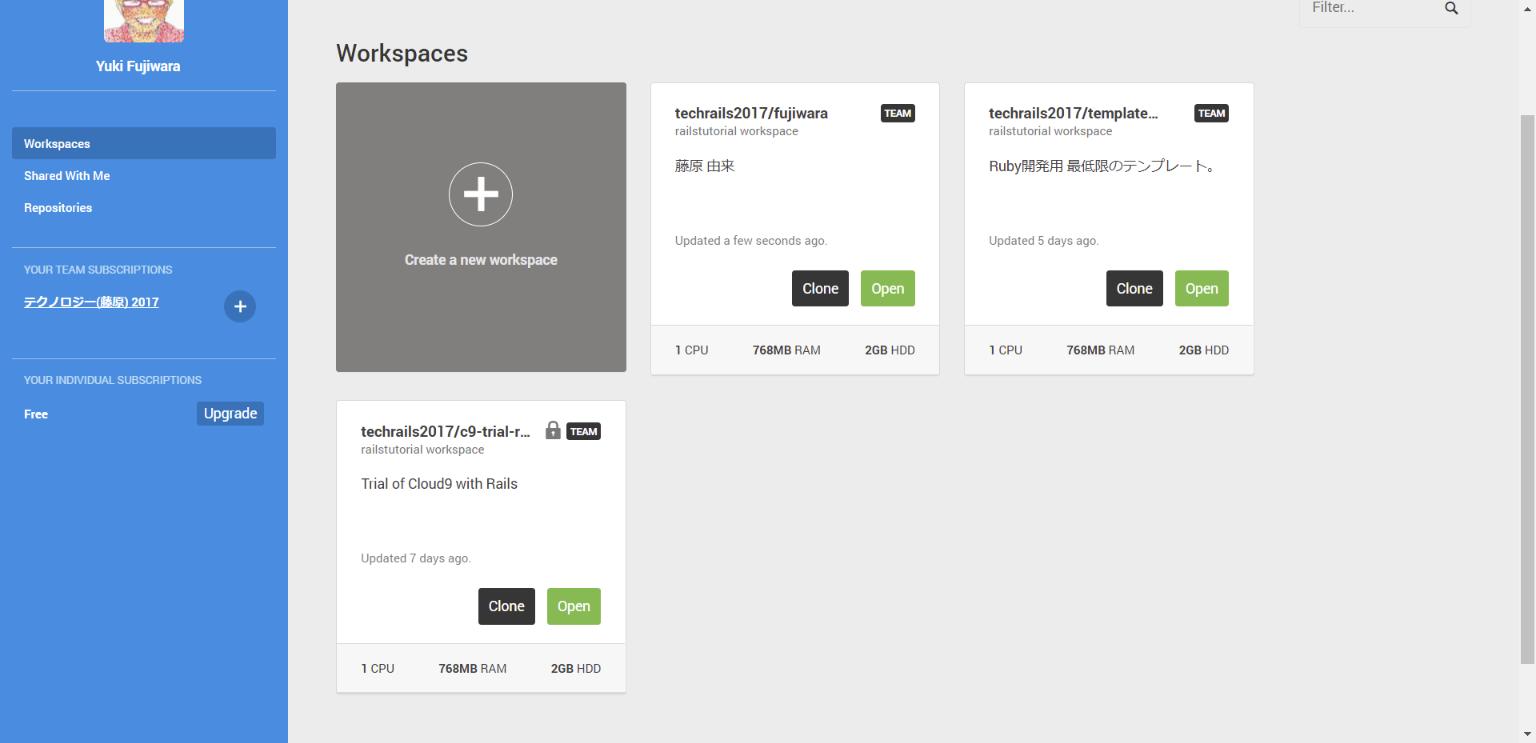 Yuki Fujiwara
Workspaces
Shared With Me
Repositories
YOUR TEAM SUBSCRIPTIONS
テクノロジー(藤原) 2017
YOUR INDIVIDUAL SUBSCRIPTIONS
Free
Upgrade
Filter...
Workspaces
Create a new workspace
techrails2017/fujiwara
TEAM
railstutorial workspace
藤原 由来
Updated a few seconds ago.
Clone
Open
1 CPU
768MB RAM
2GB HDD
techrails2017/template...
TEAM
railstutorial workspace
Ruby開発用 最低限のテンプレート。
Updated 5 days ago.
Clone
Open
1 CPU
768MB RAM
2GB HDD
techrails2017/c9-trial-r...
TEAM
railstutorial workspace
Trial of Cloud9 with Rails
Updated 7 days ago.
Clone
Open
1 CPU
768MB RAM
2GB HDD